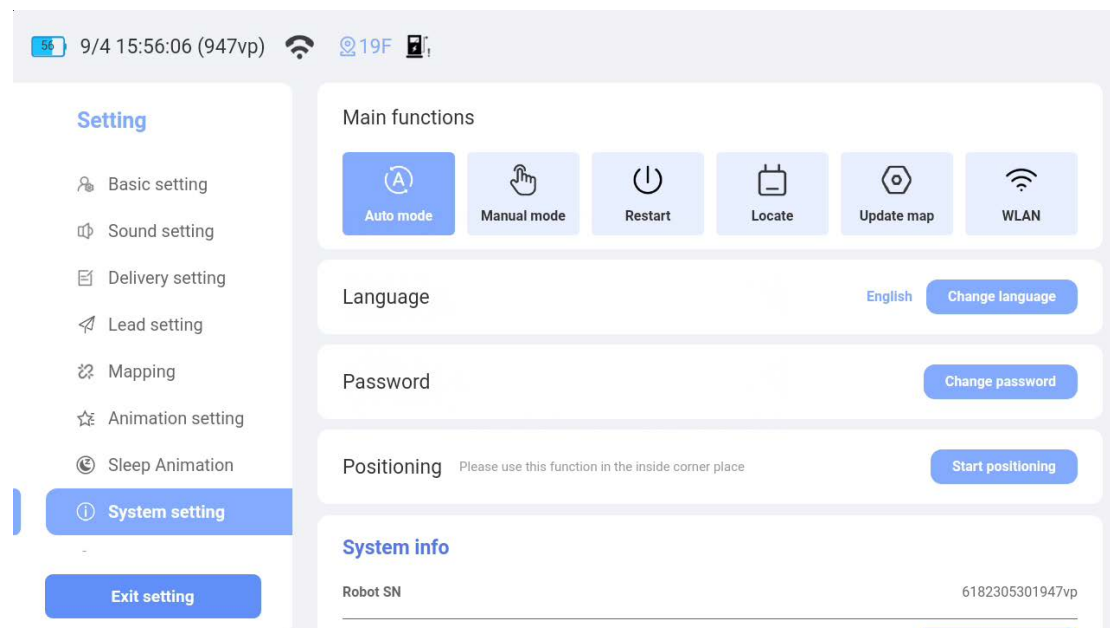 56 9/4 15:56:06 (947vp) 19F
Setting
Basic setting
Sound setting
Delivery setting
Lead setting
Mapping
Animation setting
Sleep Animation
System setting
Exit setting
Main functions
Auto mode
Manual mode
Restart
Locate
Update map
WLAN
Language
English
Change language
Password
Change password
Positioning
Please use this function in the inside corner place
Start positioning
System info
Robot SN
6182305301947vp